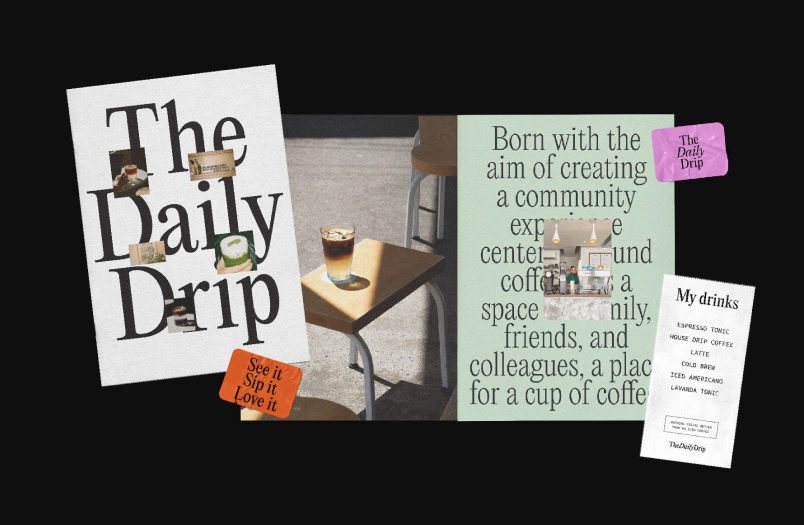 The
Daily
Drip
See it
Sip it
Love it
Born with the
aim of creating
a community
center
a
space
friends, and
colleagues, a plac
for a cup of coffe
The
Daily
Drip
My drinks
ESPRESSO TONIC
HOUSE DRIP COFFEE
LATTE
COLD BREW
ICED AMERICANO
LAVANDA TONIC
TheDailyDrip